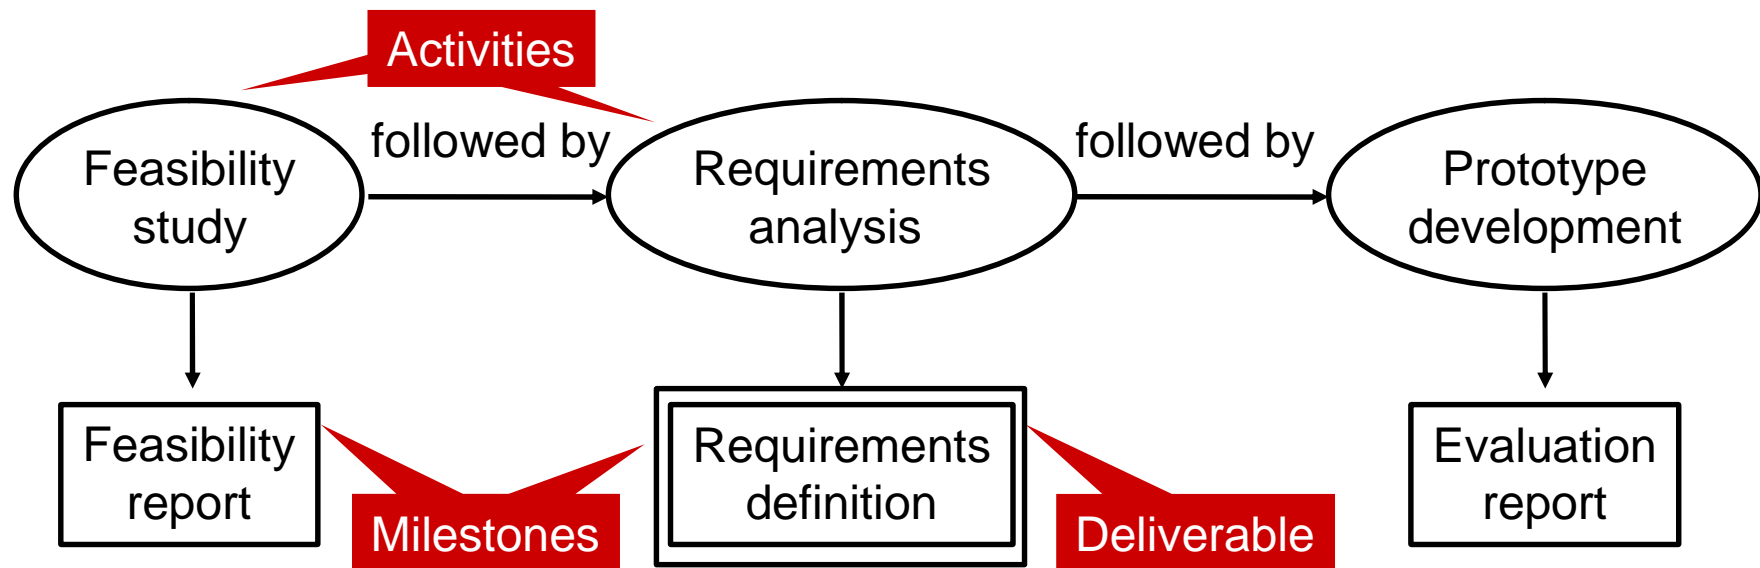 Activities
followed by
followed by
Feasibility
study
Requirements
analysis
Prototype
development
Feasibility
report
Requirements
definition
Evaluation
report
Milestones
Deliverable